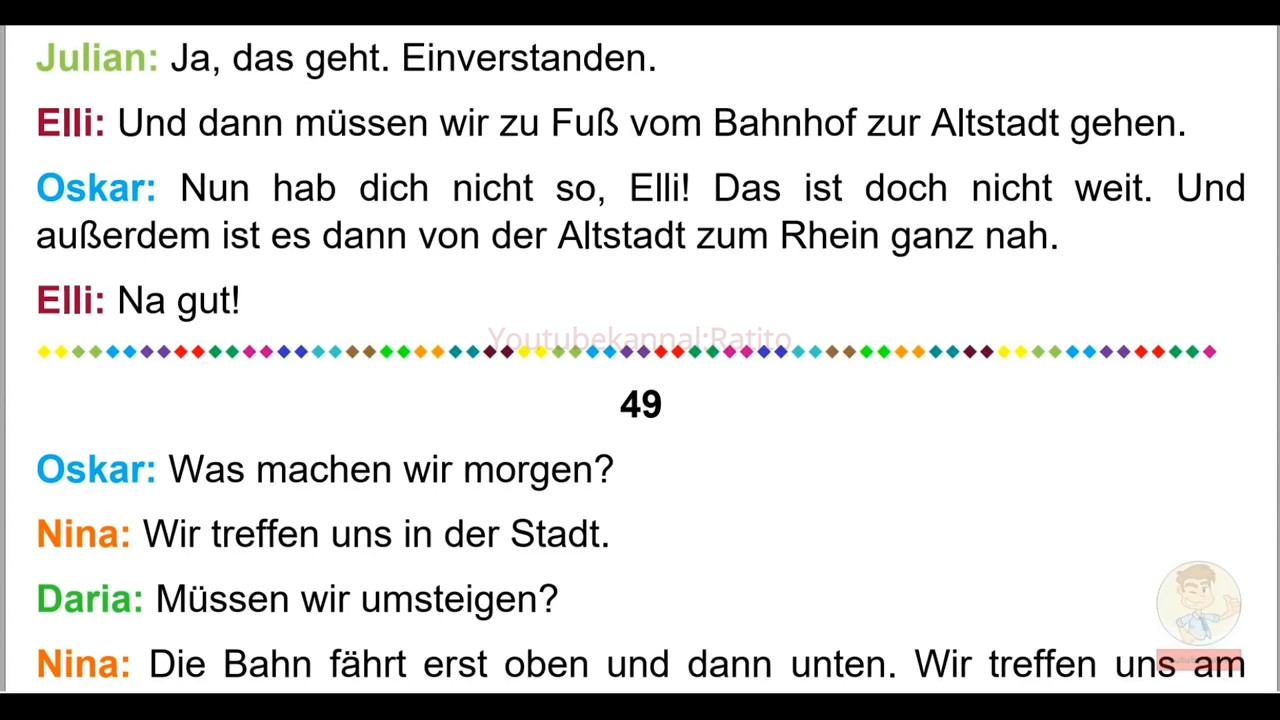 Julian: Ja, das geht. Einverstanden.
Elli: Und dann müssen wir zu Fuß vom Bahnhof zur Altstadt gehen.
Oskar: Nun hab dich nicht so, Elli! Das ist doch nicht weit. Und
außerdem ist es dann von der Altstadt zum Rhein ganz nah.
Elli: Na gut!
Youtubekannal:Ratito
49
Oskar: Was machen wir morgen?
Nina: Wir treffen uns in der Stadt.
Daria: Müssen wir umsteigen?
Nina: Die Bahn fährt erst oben und dann unten. Wir treffen uns am